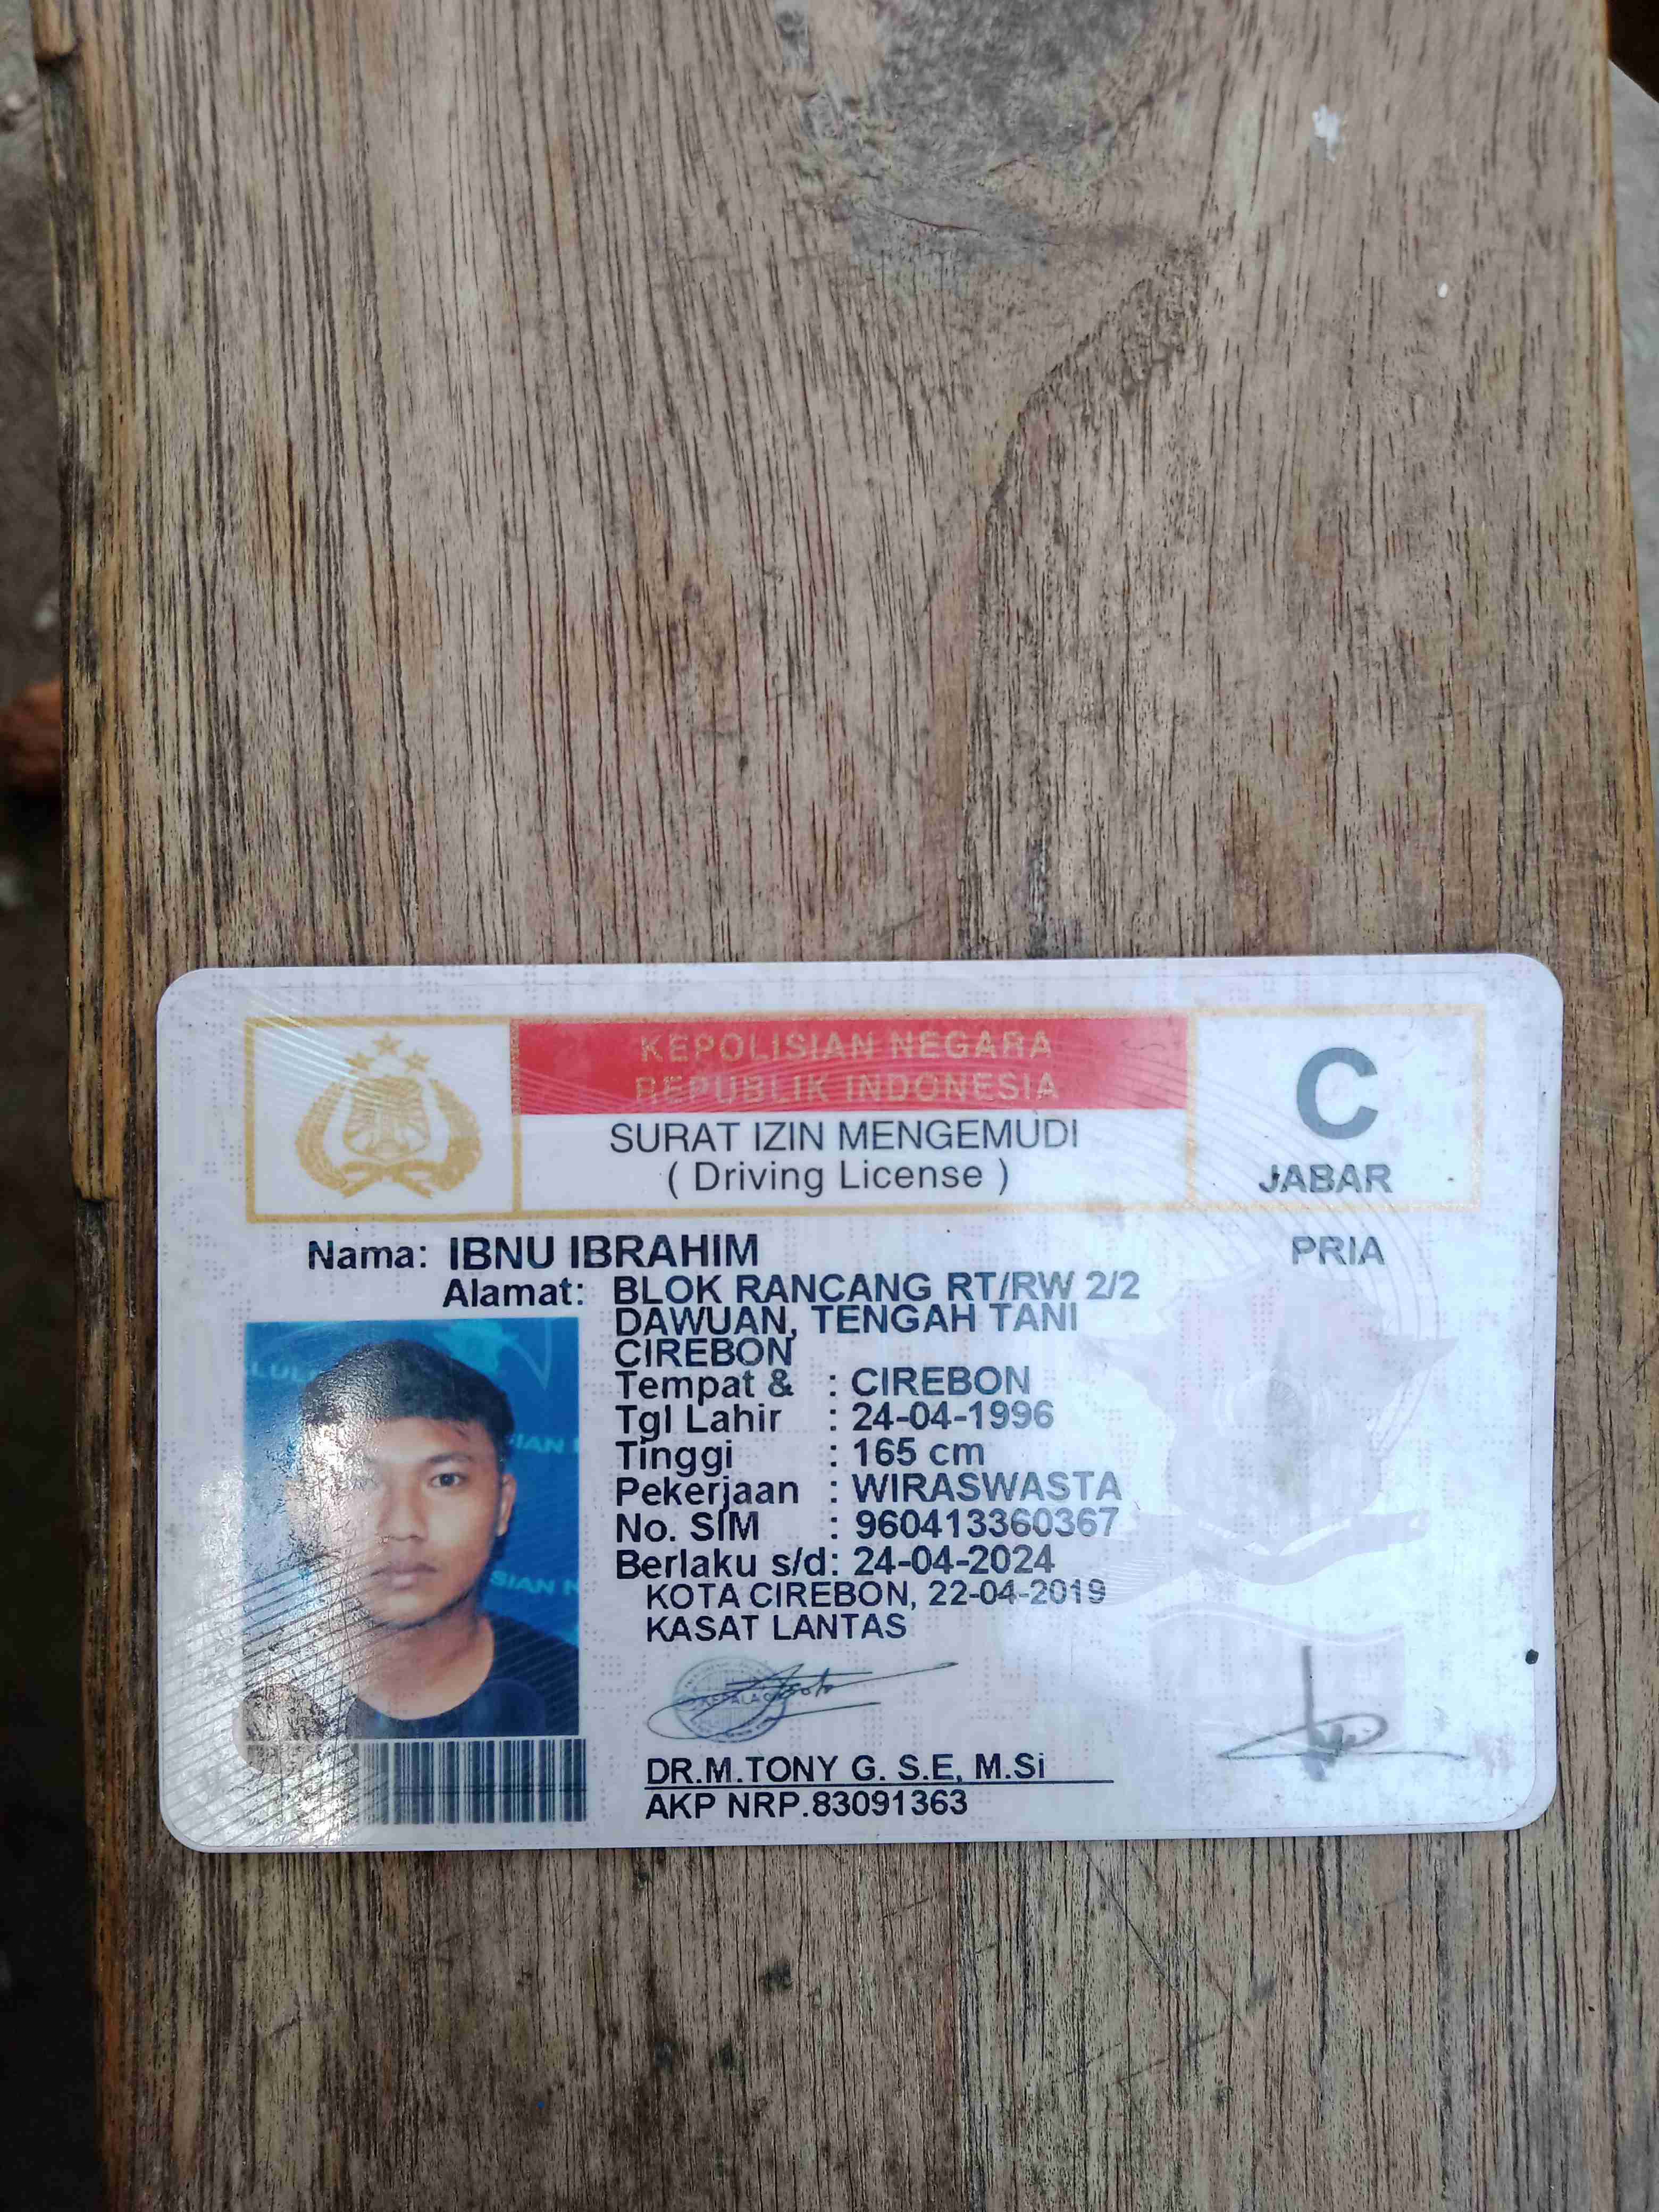 KEPOLISIAN NEGARA
REPUBLIK INDONESIA
SURAT IZIN MENGEMUDI
( Driving License )
C
JABAR
Nama: IBNU IBRAHIM
PRIA
Alamat: BLOK RANCANG RT/RW 2/2
DAWUAN, TENGAH TANI
CIREBON
Tempat & : CIREBON
Tgl Lahir : 24-04-1996
Tinggi : 165 cm
Pekerjaan : WIRASWASTA
No. SIM : 960413360367
Berlaku s/d: 24-04-2024
KOTA CIREBON, 22-04-2019
KASAT LANTAS
DR.M.TONY G. S.E, M.Si
AKP NRP.83091363